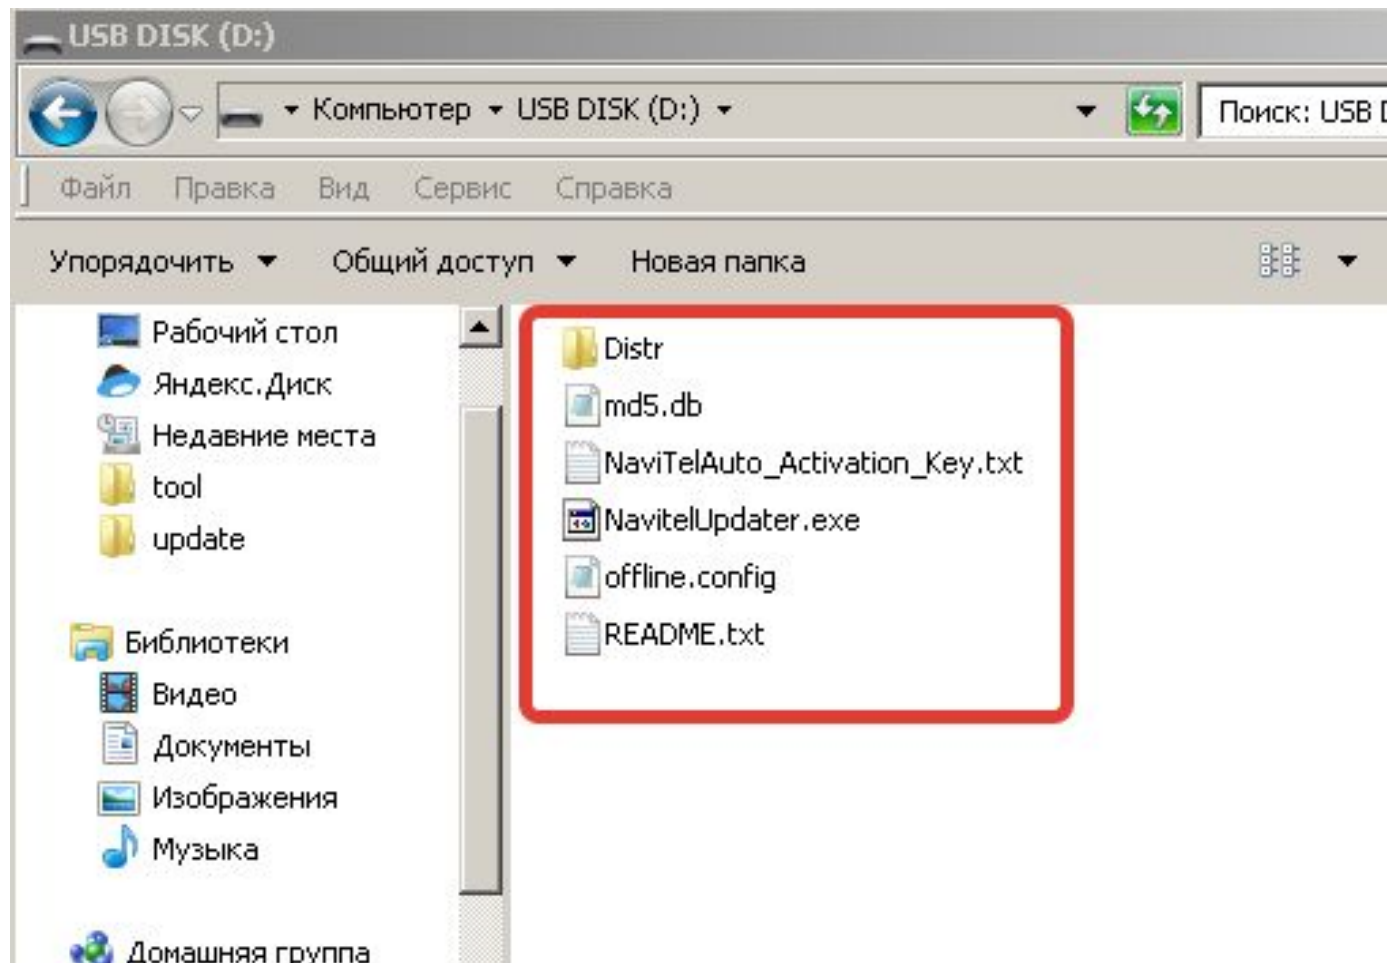 USB DISK (D:)
Компьютер USB DISK (D:)
Поиск: USB D
Файл Правка Вид Сервис Справка
Упорядочить Общий доступ Новая папка
Рабочий стол
Яндекс.Диск
Недавние места
tool
update
Библиотеки
Видео
Документы
Изображения
Музыка
Домашняя группа
Distr
md5.db
NaviTelAuto_Activation_Key.txt
NavitelUpdater.exe
offline.config
README.txt